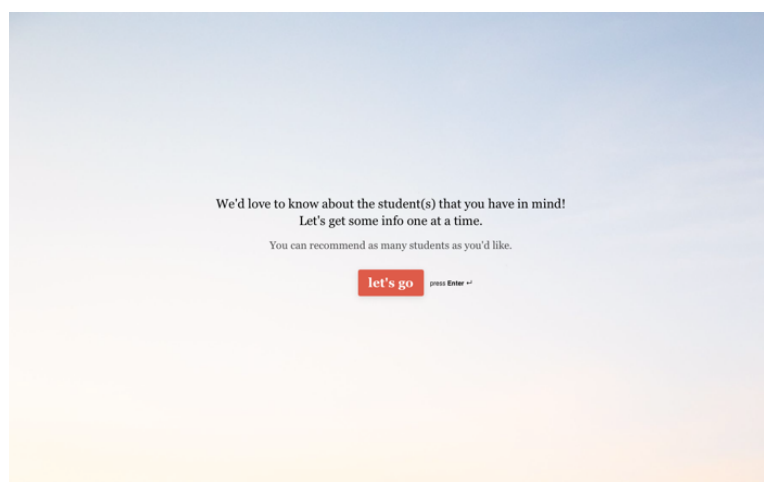 We'd love to know about the student(s) that you have in mind!
Let's get some info one at a time.
You can recommend as many students as you'd like.
let's go press Enter ↵